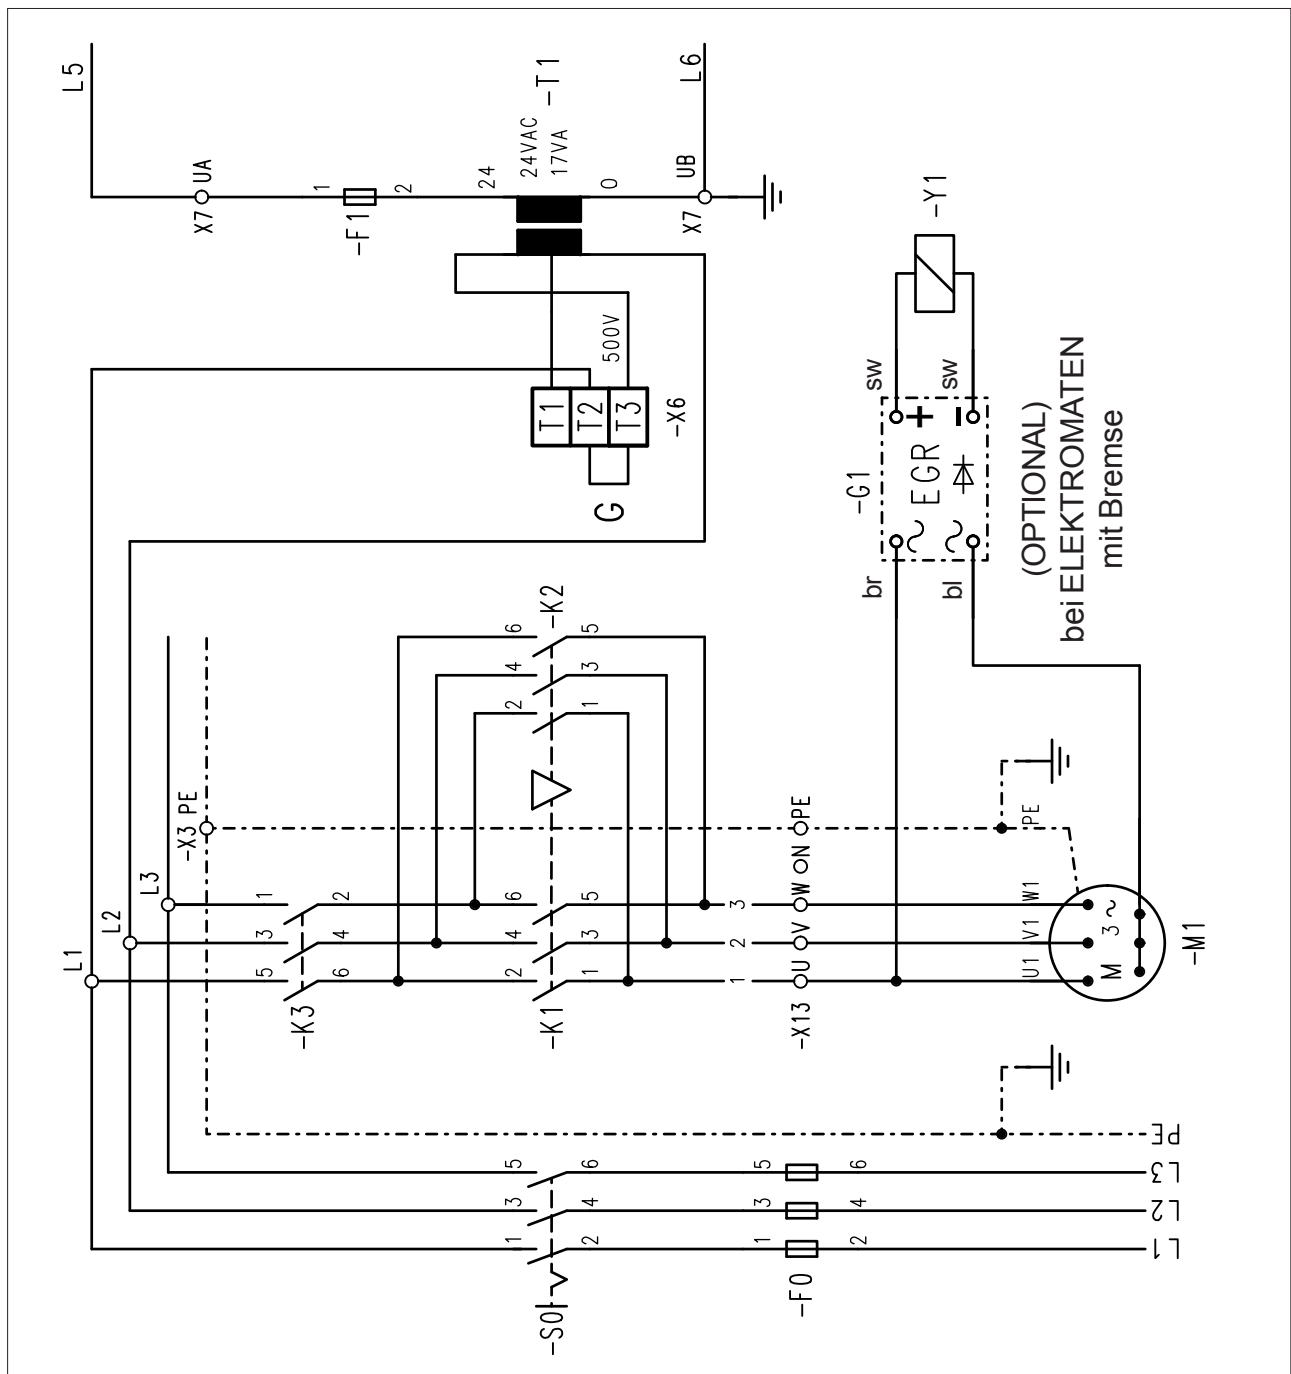 L5
X7 UA
1
2
-F1
24
24VAC
17VA
-T1
0
X7 UB
L6
500V
T1
T2
T3
-X6
G
-Y1
sw
sw
-G1
+
-
EGR
~
~
br
bl
(OPTIONAL)
bei ELEKTROMATEN
mit Bremse
-X3 PE
L3
L2
L1
1 2
3 4
5 6
-K3
6 5
4 3
2 1
-K2
6 5
4 3
2 1
-K1
3
2
1
PE
N
W
V
U
-X13
PE
W1
V1
U1
M 3~
-M1
PE
5 6 5 6 L3
3 4 3 4 L2
1 2 1 2 L1
-S0
-F0